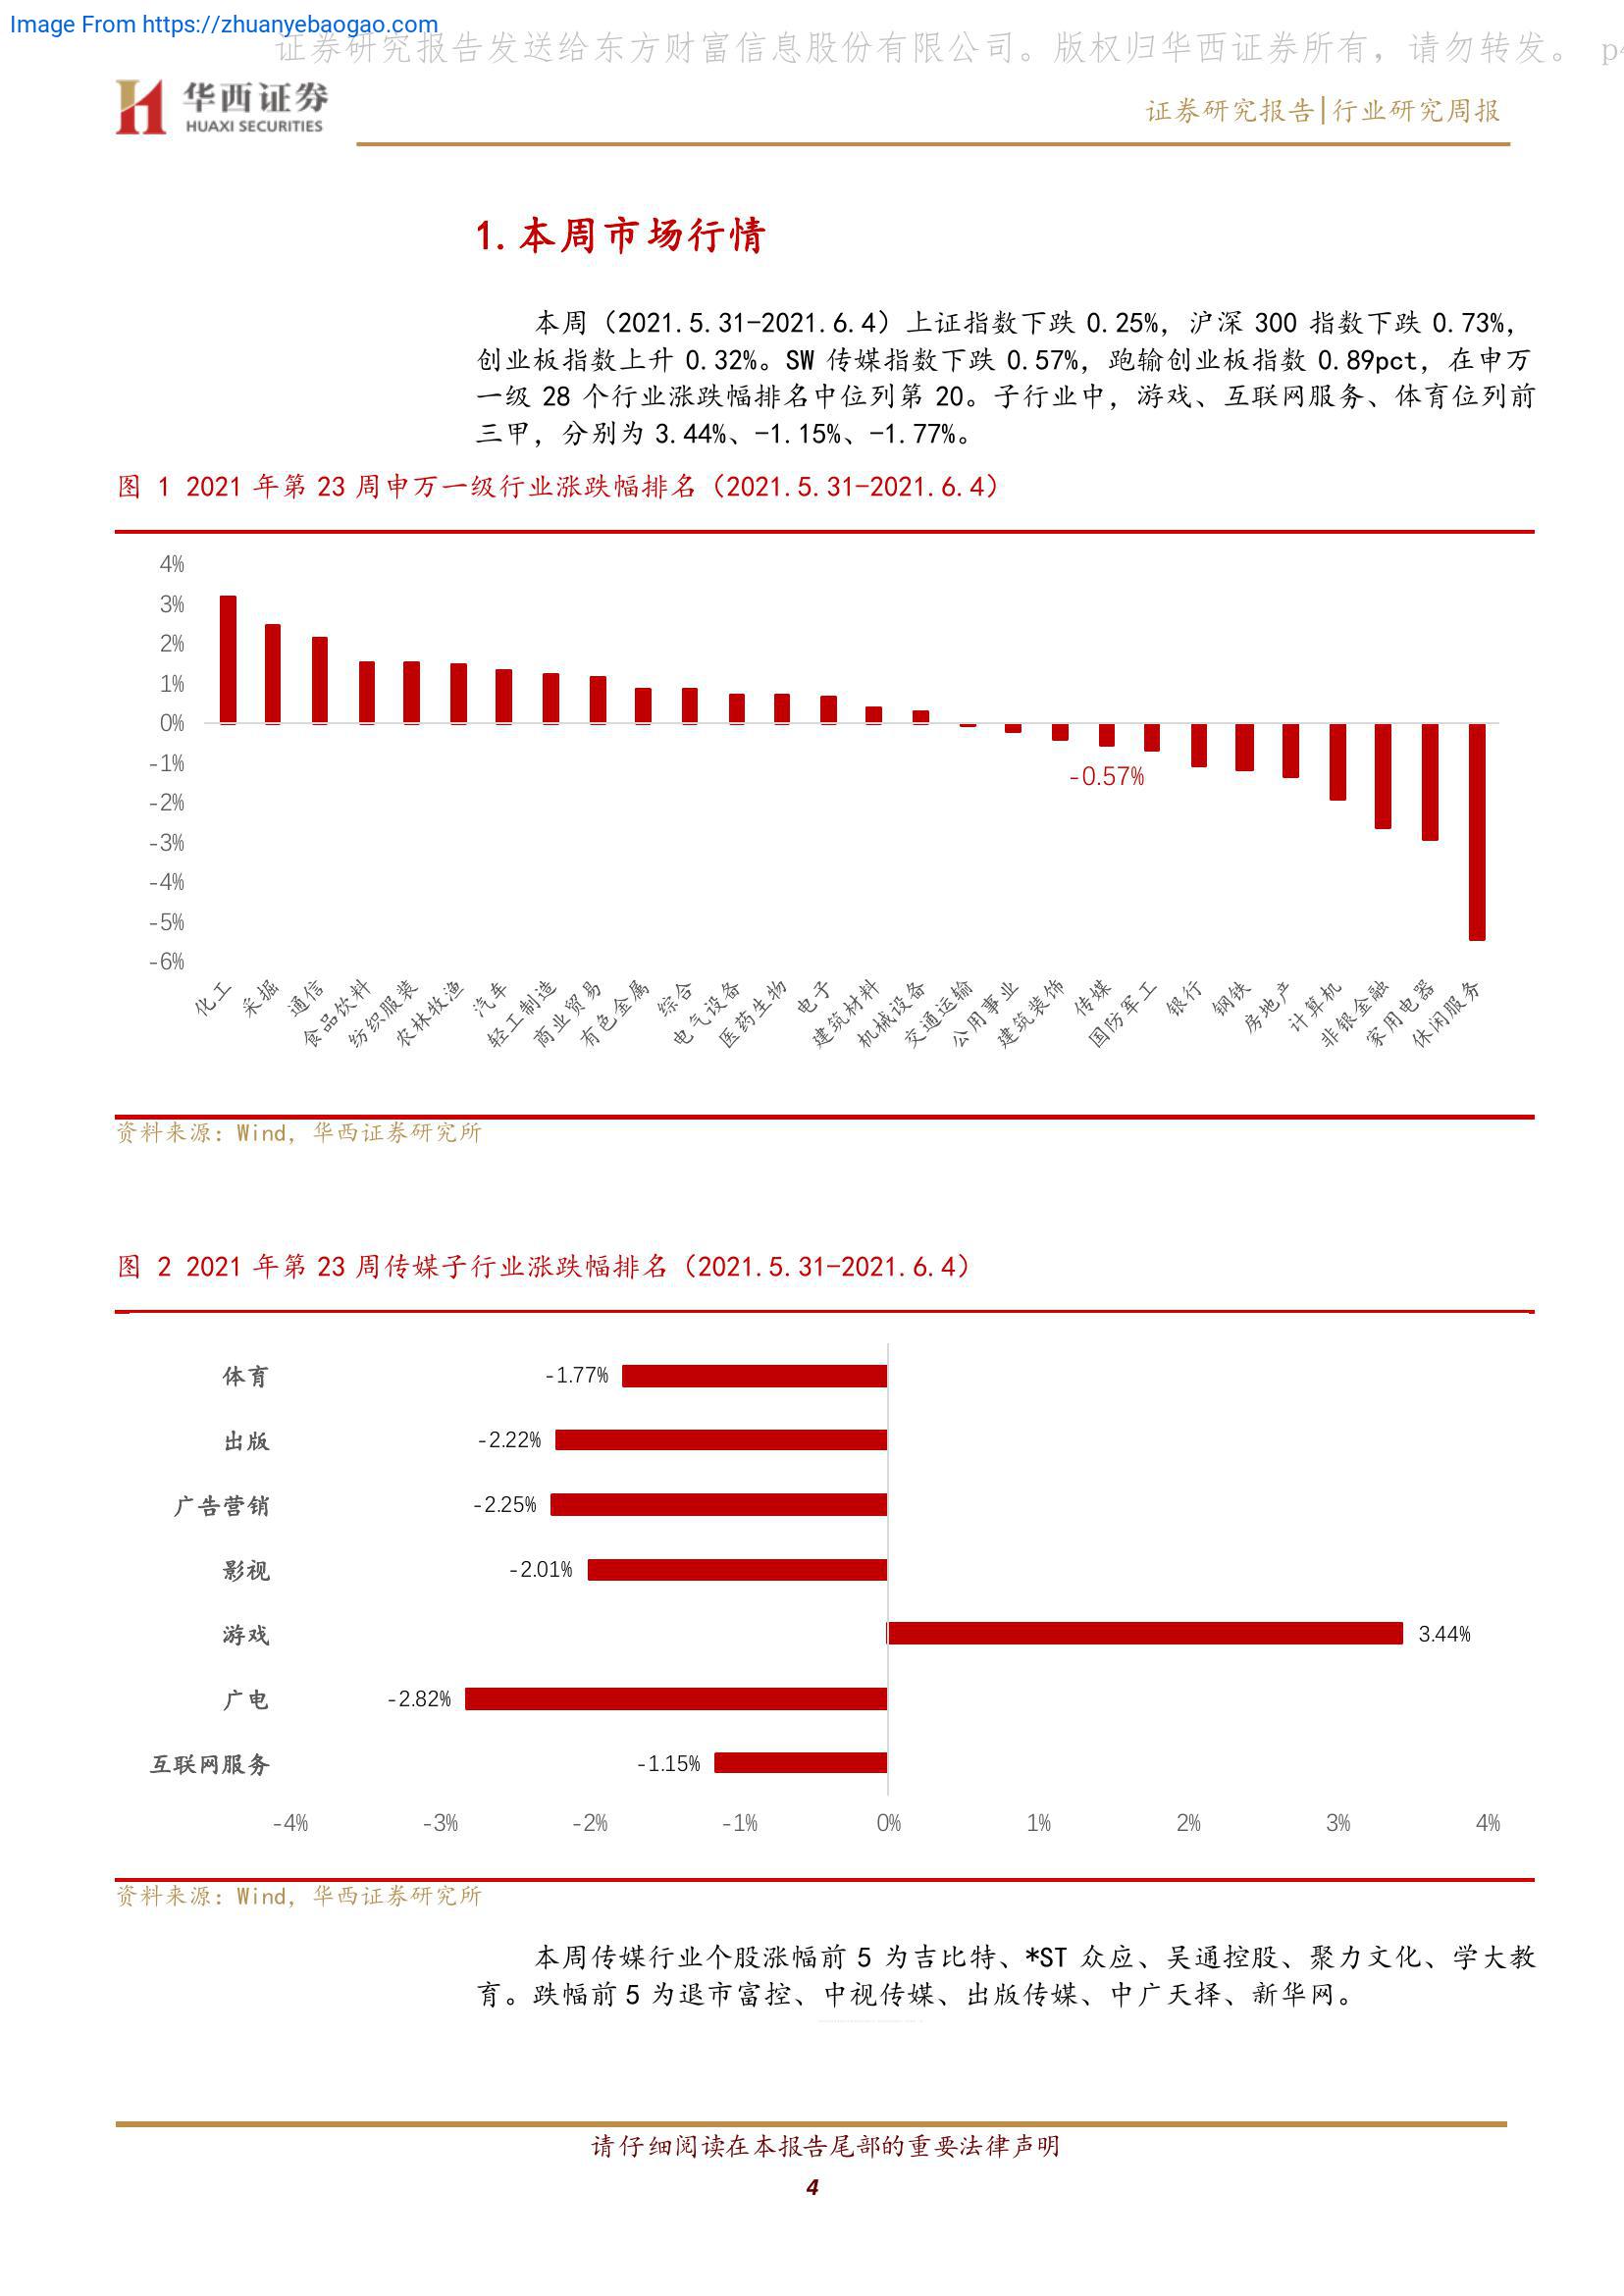 Image From https://zhuanyebaogao.com
证券研究报告发送给东方财富信息股份有限公司。版权归华西证券所有，请勿转发。 p4
华西证券
HUAXI SECURITIES
证券研究报告|行业研究周报
1.本周市场行情
本周（2021.5.31-2021.6.4）上证指数下跌 0.25%，沪深 300 指数下跌 0.73%，
创业板指数上升 0.32%。SW 传媒指数下跌 0.57%，跑输创业板指数 0.89pct，在申万
一级 28 个行业涨跌幅排名中位列第 20。子行业中，游戏、互联网服务、体育位列前
三甲，分别为 3.44%、-1.15%、-1.77%。
图 1 2021 年第 23 周申万一级行业涨跌幅排名（2021.5.31-2021.6.4）
4%
3%
2%
1%
0%
-1%
-2%
-3%
-4%
-5%
-6%
-0.57%
化工
采掘
通信
食品饮料
纺织服装
农林牧渔
汽车
轻工制造
商业贸易
有色金属
综合
电气设备
医药生物
电子
建筑材料
机械设备
交通运输
公用事业
建筑装饰
传媒
国防军工
银行
钢铁
房地产
计算机
非银金融
家用电器
休闲服务
资料来源：Wind，华西证券研究所
图 2 2021 年第 23 周传媒子行业涨跌幅排名（2021.5.31-2021.6.4）
体育 -1.77%
出版 -2.22%
广告营销 -2.25%
影视 -2.01%
游戏 3.44%
广电 -2.82%
互联网服务 -1.15%
-4% -3% -2% -1% 0% 1% 2% 3% 4%
资料来源：Wind，华西证券研究所
本周传媒行业个股涨幅前 5 为吉比特、*ST 众应、吴通控股、聚力文化、学大教
育。跌幅前 5 为退市富控、中视传媒、出版传媒、中广天择、新华网。
请仔细阅读在本报告尾部的重要法律声明
4